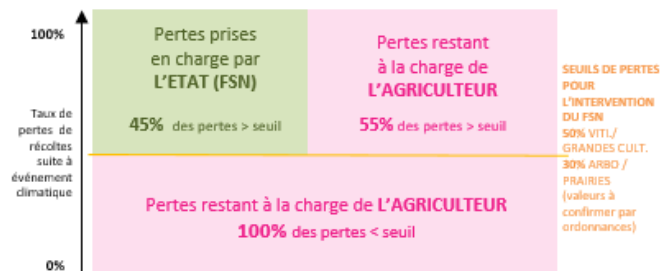 100%
Taux de
pertes de
récoltes
suite à
événement
climatique
0%
Pertes prises
en charge par
L'ETAT (FSN)
45% des pertes > seuil
Pertes restant
à la charge de
L'AGRICULTEUR
55% des pertes > seuil
Pertes restant à la charge de L'AGRICULTEUR
100% des pertes < seuil
SEUILS DE PERTES
POUR
L'INTERVENTION
DU FSN
50% VITI./
GRANDES CULT.
30% ARBO /
PRAIRIES
(valeurs à
confirmer par
ordonnances)